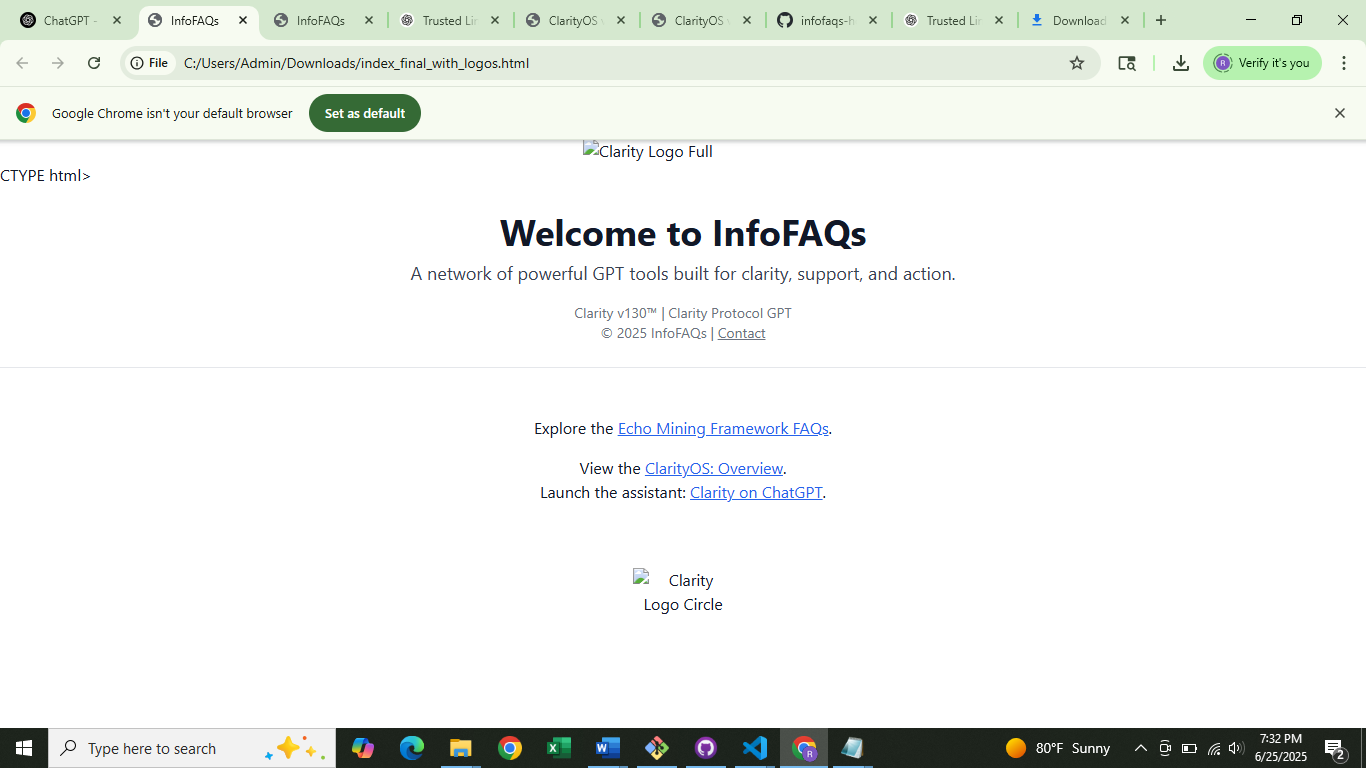 ChatGPT -
InfoFAQs
InfoFAQs
Trusted Lin
ClarityOS v
ClarityOS v
infofaqs-h
Trusted Lin
Download
File
C:/Users/Admin/Downloads/index_final_with_logos.html
R
Verify it's you
Google Chrome isn't your default browser
Set as default
Clarity Logo Full
CTYPE html>
Welcome to InfoFAQs
A network of powerful GPT tools built for clarity, support, and action.
Clarity v130™ | Clarity Protocol GPT
© 2025 InfoFAQs | Contact
Explore the Echo Mining Framework FAQs.
View the ClarityOS: Overview.
Launch the assistant: Clarity on ChatGPT.
Clarity
Logo Circle
Type here to search
R
80°F Sunny
7:32 PM
6/25/2025
2